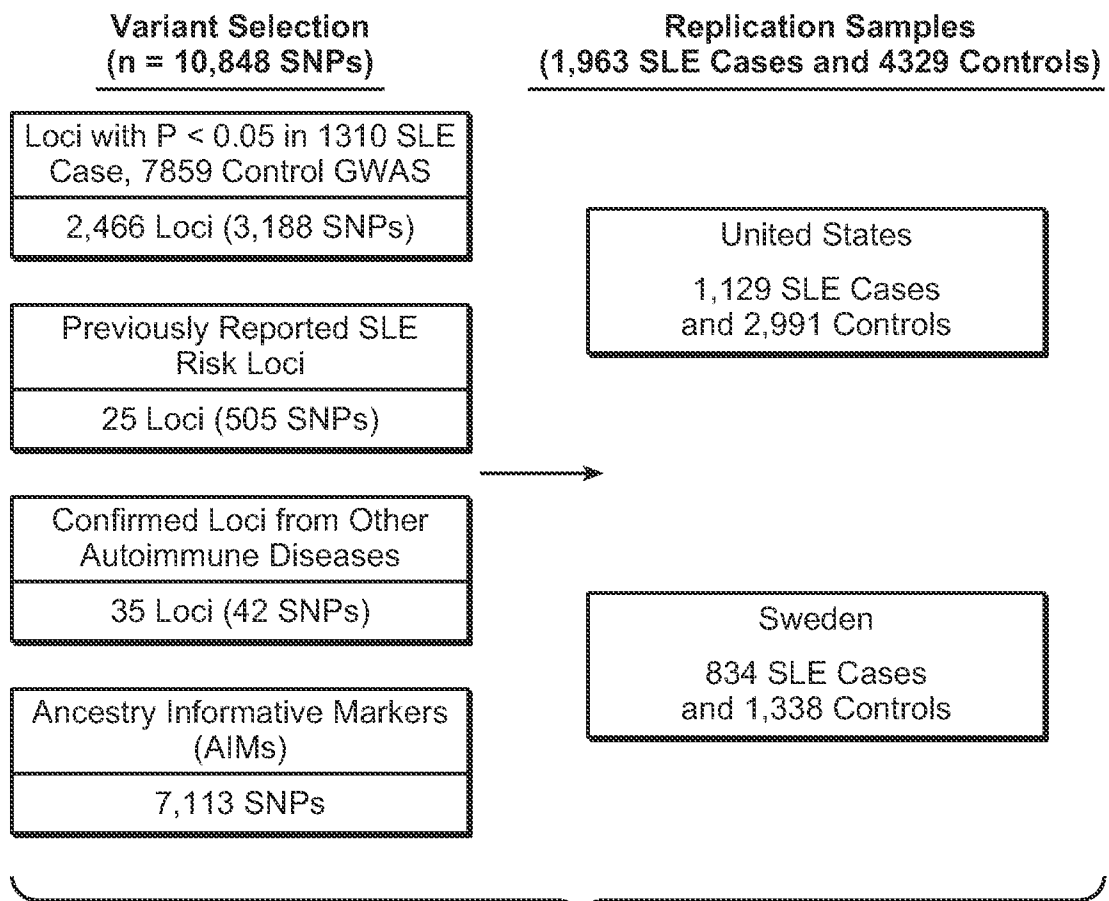 Variant Selection
(n = 10,848 SNPs)
Loci with P < 0.05 in 1310 SLE
Case, 7859 Control GWAS
2,466 Loci (3,188 SNPs)
Previously Reported SLE
Risk Loci
25 Loci (505 SNPs)
Confirmed Loci from Other
Autoimmune Diseases
35 Loci (42 SNPs)
Ancestry Informative Markers
(AIMs)
7,113 SNPs
Replication Samples
(1,963 SLE Cases and 4329 Controls)
United States
1,129 SLE Cases
and 2,991 Controls
Sweden
834 SLE Cases
and 1,338 Controls